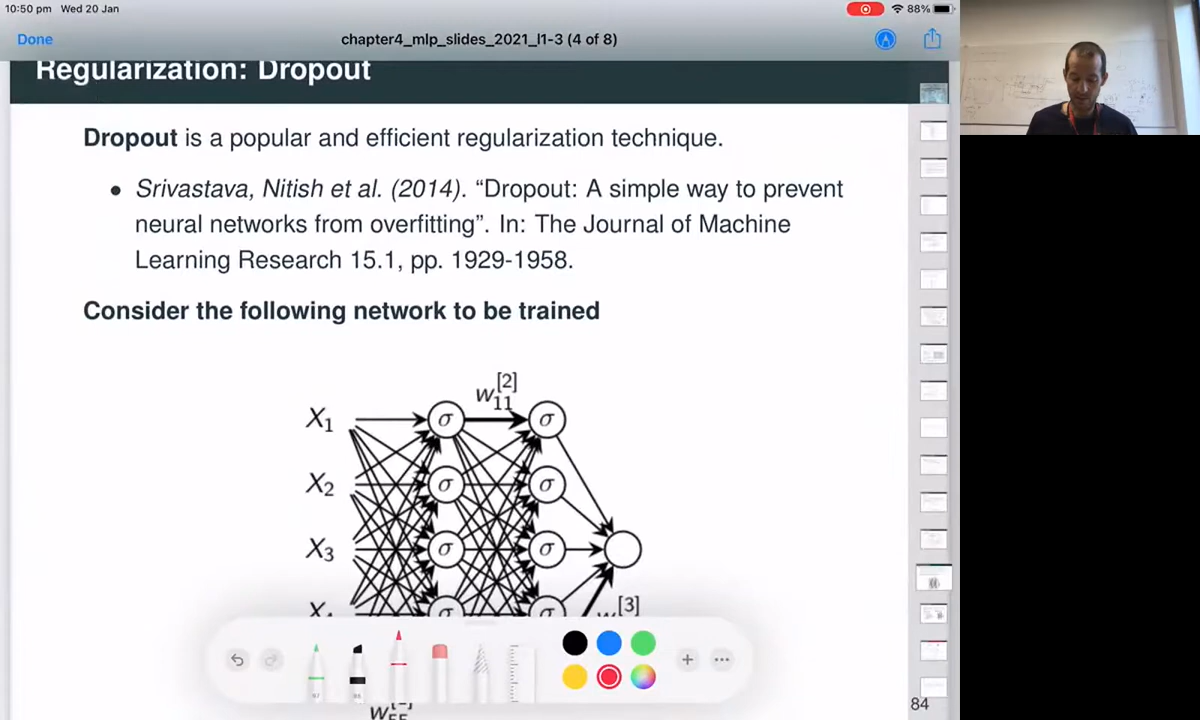 10:50 pm Wed 20 Jan
88%
Done
chapter4_mlp_slides_2021_l1-3 (4 of 8)
Regularization: Dropout
Dropout is a popular and efficient regularization technique.
• Srivastava, Nitish et al. (2014). “Dropout: A simple way to prevent
neural networks from overfitting”. In: The Journal of Machine
Learning Research 15.1, pp. 1929-1958.
Consider the following network to be trained
w[2]11
X1
σ
σ
X2
σ
σ
X3
σ
σ
X4
σ
σ
[3]
84